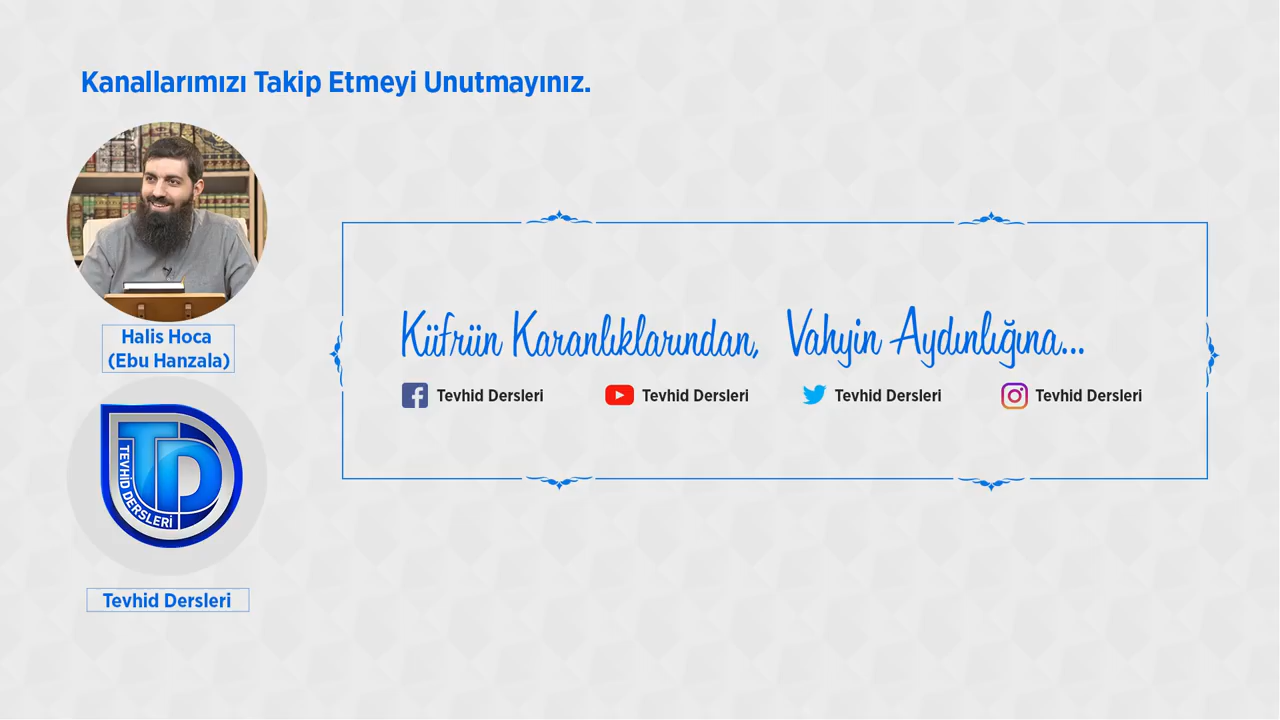 Kanallarımızı Takip Etmeyi Unutmayınız.
Halis Hoca
(Ebu Hanzala)
Küfrün Karanlıklarından, Vahyin Aydınlığına...
Tevhid Dersleri
Tevhid Dersleri
Tevhid Dersleri
Tevhid Dersleri
TD
TEVHİD DERSLERİ
Tevhid Dersleri